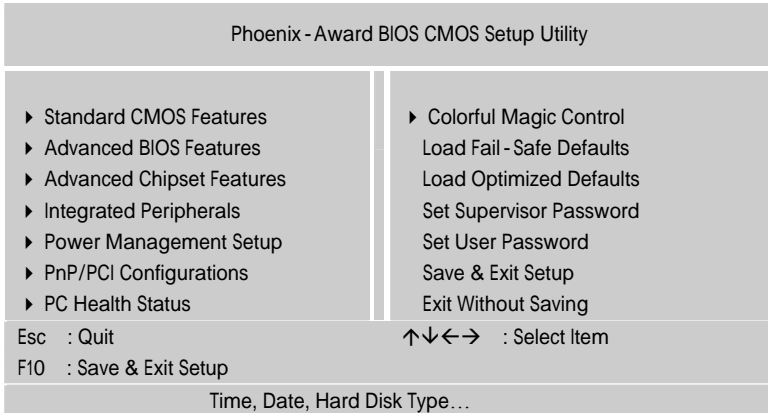 Phoenix - Award BIOS CMOS Setup Utility
▸ Standard CMOS Features
▸ Advanced BIOS Features
▸ Advanced Chipset Features
▸ Integrated Peripherals
▸ Power Management Setup
▸ PnP/PCI Configurations
▸ PC Health Status
▸ Colorful Magic Control
Load Fail - Safe Defaults
Load Optimized Defaults
Set Supervisor Password
Set User Password
Save & Exit Setup
Exit Without Saving
Esc : Quit ↑↓←→ : Select Item
F10 : Save & Exit Setup
Time, Date, Hard Disk Type…